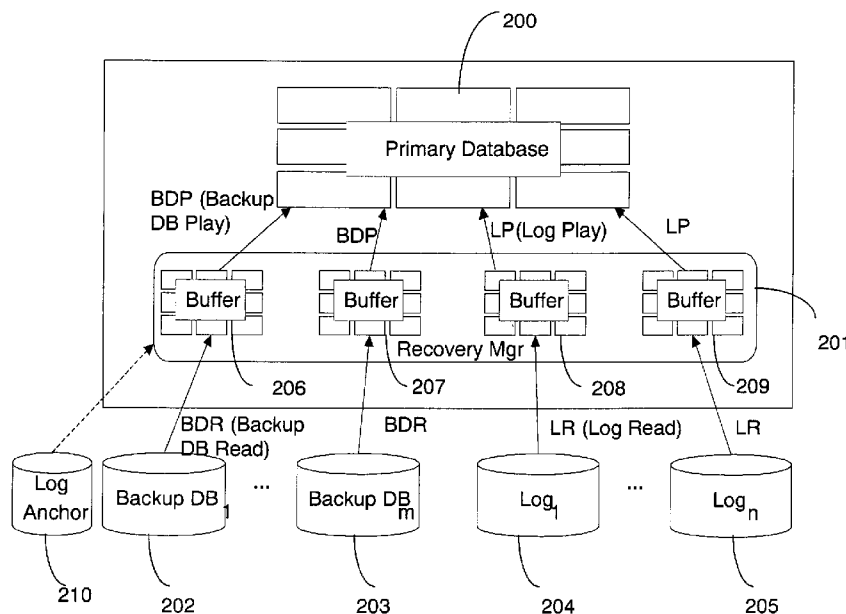 200
Primary Database
BDP (Backup
DB Play)
BDP
LP(Log Play)
LP
Buffer
Buffer
Buffer
Buffer
201
Recovery Mgr
206
207
208
209
BDR (Backup
DB Read)
BDR
LR (Log Read)
LR
Log
Anchor
Backup DB1
...
Backup DBm
Log1
...
Logn
210
202
203
204
205